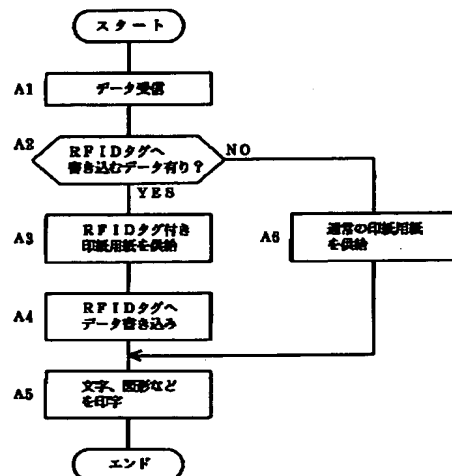 スタート
A1
データ受信
A2
RFIDタグへ
書き込むデータ有り？
NO
YES
A3
RFIDタグ付き
印紙用紙を供給
A6
通常の印紙用紙
を供給
A4
RFIDタグへ
データ書き込み
A5
文字、図形など
を印字
エンド